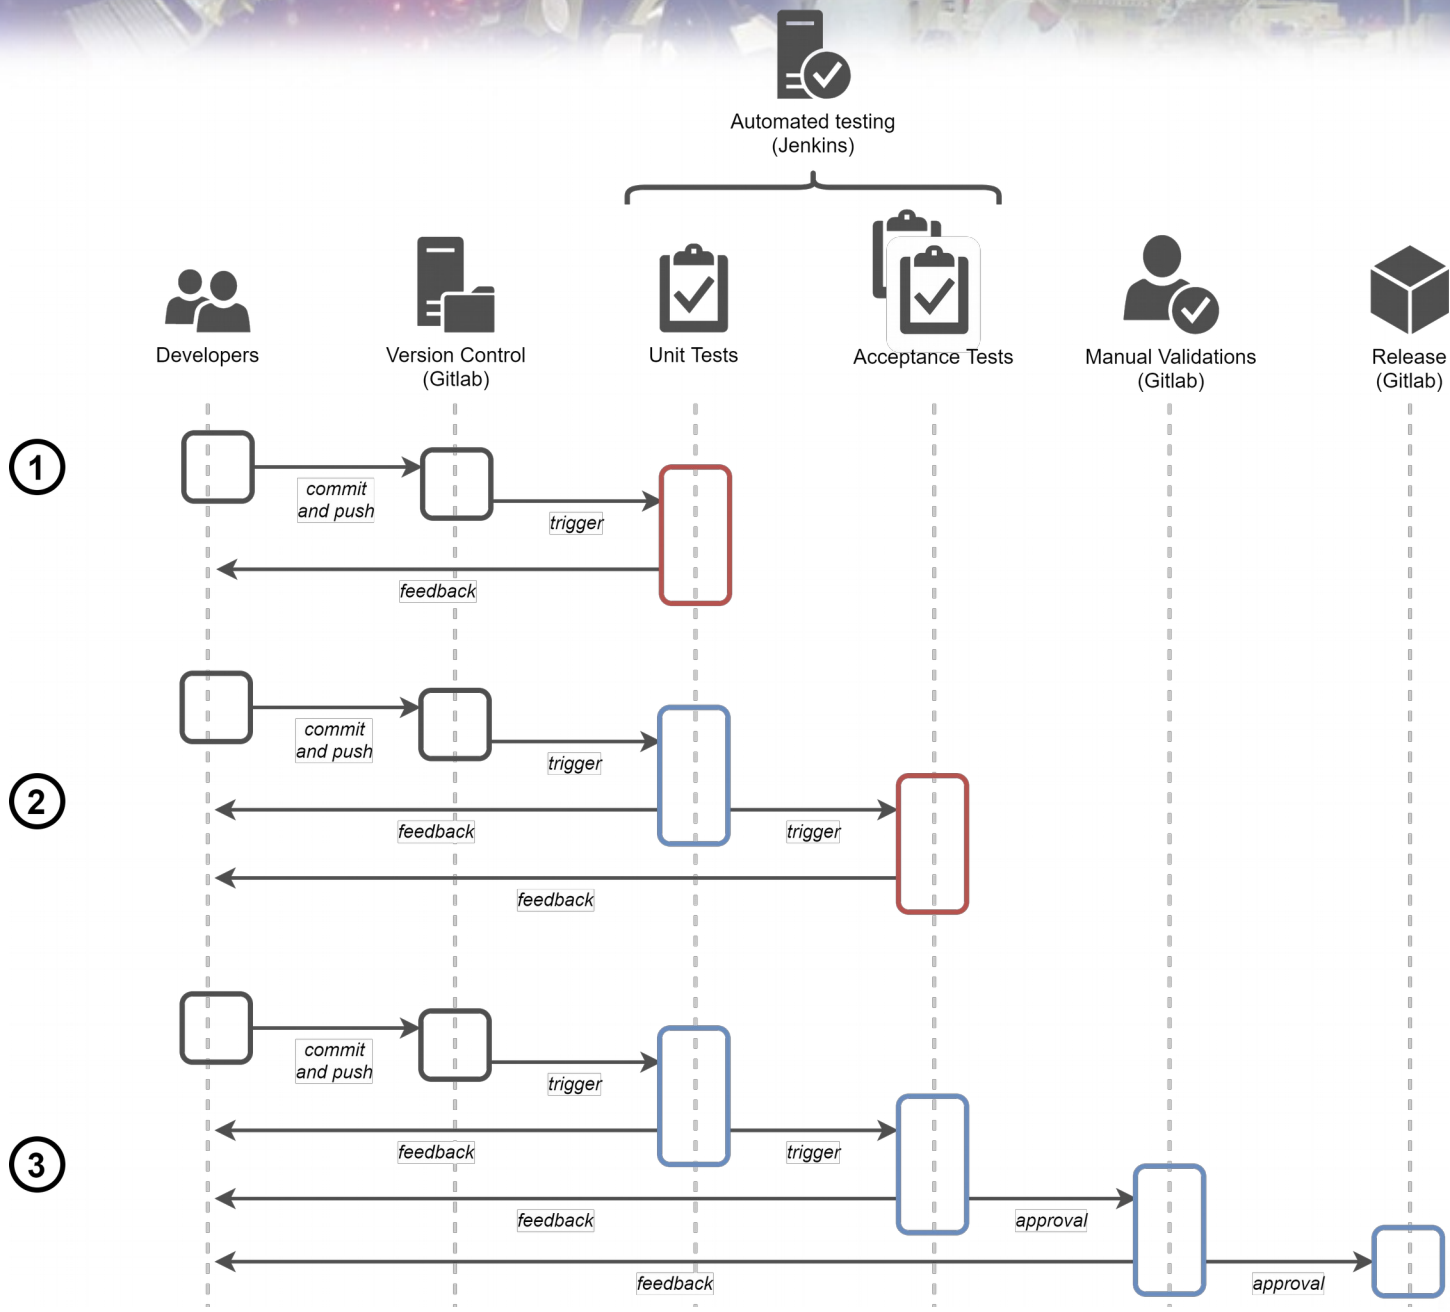 Automated testing
(Jenkins)
Developers
Version Control
(Gitlab)
Unit Tests
Acceptance Tests
Manual Validations
(Gitlab)
Release
(Gitlab)
1
commit
and push
trigger
feedback
2
commit
and push
trigger
feedback
trigger
feedback
3
commit
and push
trigger
feedback
trigger
feedback
approval
feedback
approval